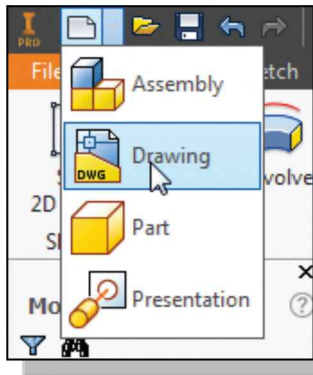 I
PRO
File
etch
Assembly
DWG
Drawing
volve
2D
Part
S
Mo
Presentation
?